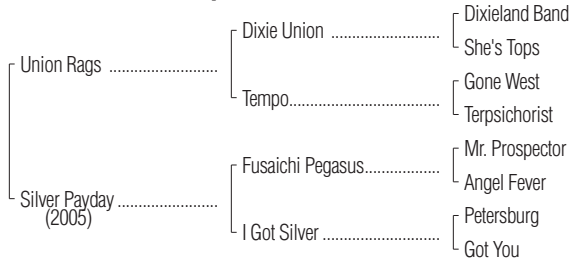 Dixieland Band
Dixie Union ........................
She's Tops
Union Rags ........................
Gone West
Tempo.................................
Terpsichorist
Mr. Prospector
Fusaichi Pegasus................
Angel Fever
Silver Payday ......................
(2005)
Petersburg
I Got Silver .........................
Got You